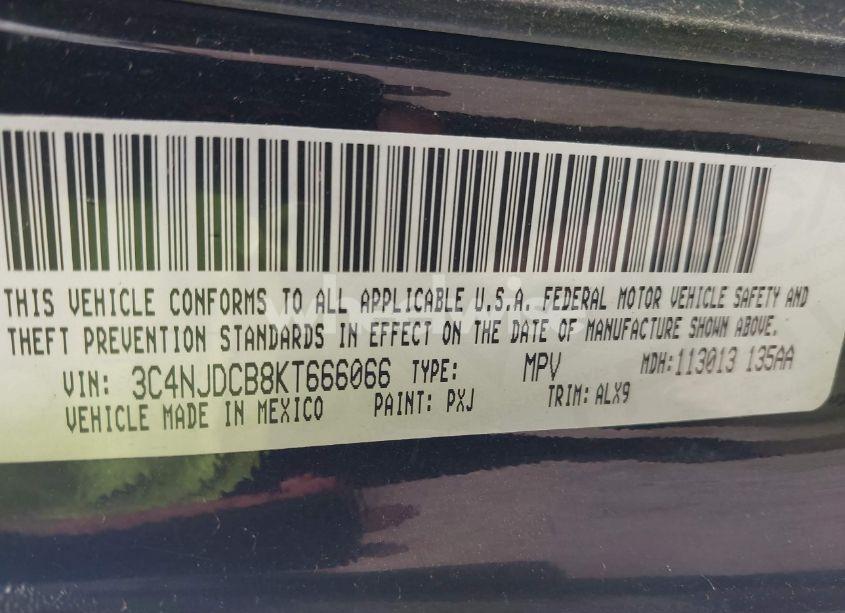 THIS VEHICLE CONFORMS TO ALL APPLICABLE U.S.A. FEDERAL MOTOR VEHICLE SAFETY AND
THEFT PREVENTION STANDARDS IN EFFECT ON THE DATE OF MANUFACTURE SHOWN ABOVE.
VIN: 3C4NJDCB8KT666066 TYPE: MPV MDH:113013 135AA
VEHICLE MADE IN MEXICO PAINT: PXJ TRIM: ALX9